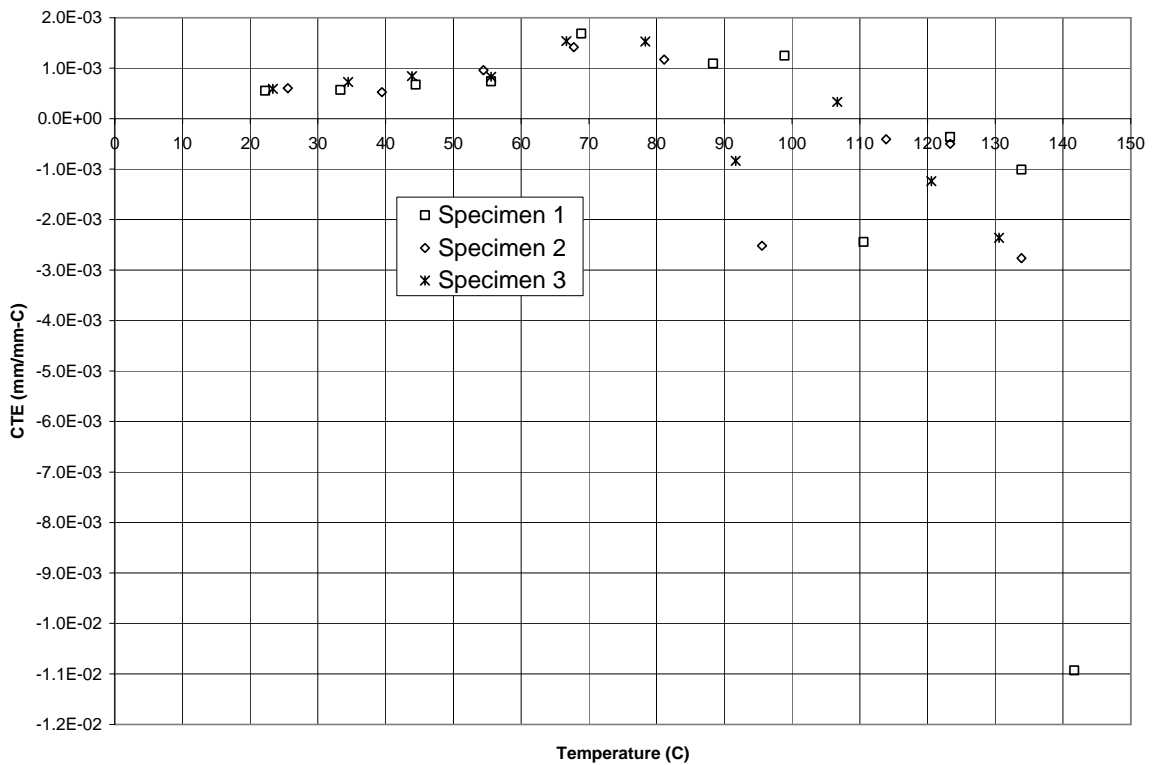 2.0E-03
1.0E-03
0.0E+00
0 10 20 30 40 50 60 70 80 90 100 110 120 130 140 150
-1.0E-03
-2.0E-03
Specimen 1
Specimen 2
Specimen 3
-3.0E-03
-4.0E-03
-5.0E-03
-6.0E-03
-7.0E-03
-8.0E-03
-9.0E-03
-1.0E-02
-1.1E-02
-1.2E-02
CTE (mm/mm-C)
Temperature (C)